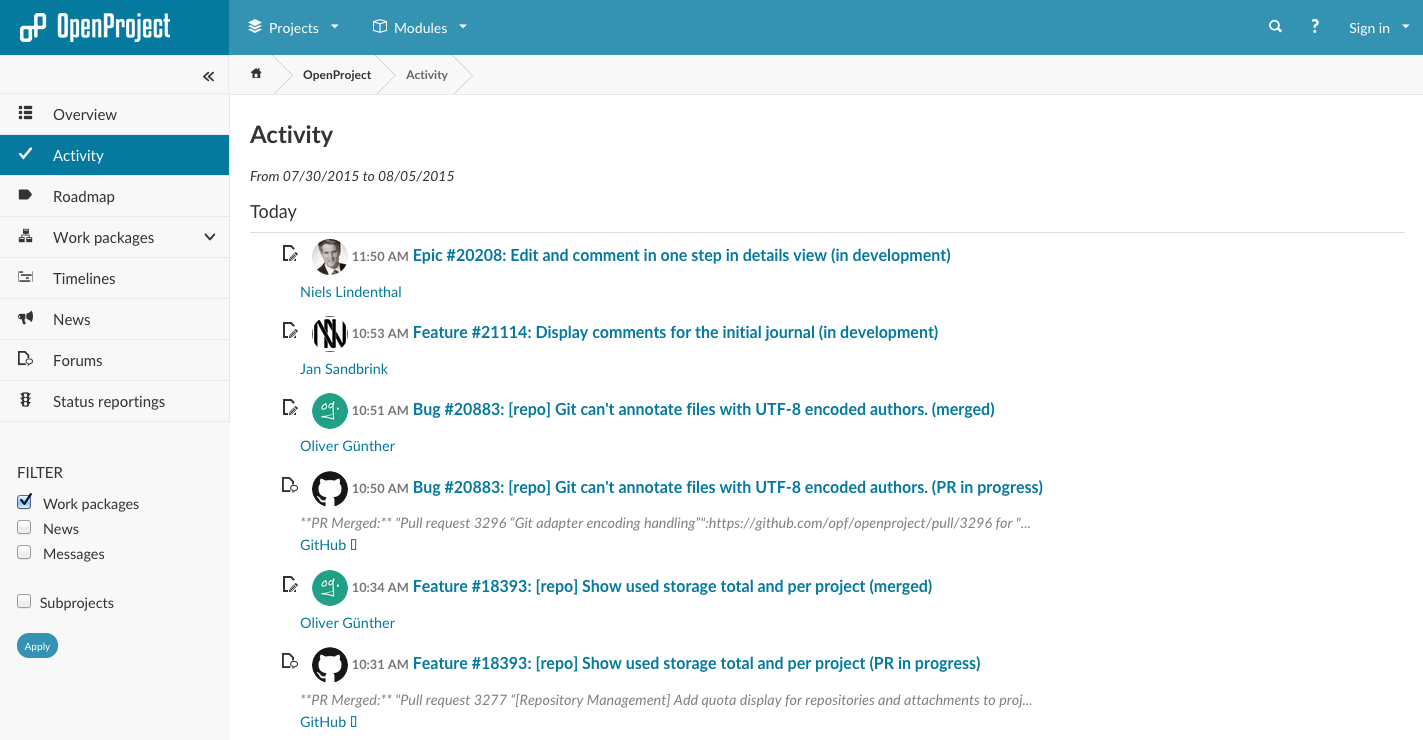 OpenProject
Projects
Modules
?
Sign in
«
OpenProject
Activity
Overview
Activity
Roadmap
Work packages
Timelines
News
Forums
Status reportings
FILTER
Work packages
News
Messages
Subprojects
Apply
Activity
From 07/30/2015 to 08/05/2015
Today
11:50 AM Epic #20208: Edit and comment in one step in details view (in development)
Niels Lindenthal
10:53 AM Feature #21114: Display comments for the initial journal (in development)
Jan Sandbrink
og.
10:51 AM Bug #20883: [repo] Git can't annotate files with UTF-8 encoded authors. (merged)
Oliver Günther
10:50 AM Bug #20883: [repo] Git can't annotate files with UTF-8 encoded authors. (PR in progress)
**PR Merged:** "Pull request 3296 “Git adapter encoding handling”":https://github.com/opf/openproject/pull/3296 for "...
GitHub ▯
og.
10:34 AM Feature #18393: [repo] Show used storage total and per project (merged)
Oliver Günther
10:31 AM Feature #18393: [repo] Show used storage total and per project (PR in progress)
**PR Merged:** "Pull request 3277 “[Repository Management] Add quota display for repositories and attachments to proj...
GitHub ▯